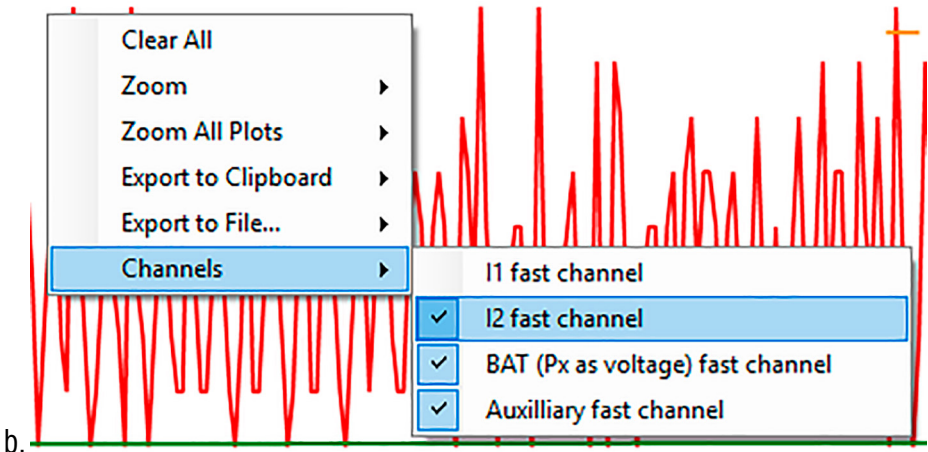 Clear All
Zoom
Zoom All Plots
Export to Clipboard
Export to File...
Channels
I1 fast channel
I2 fast channel
BAT (Px as voltage) fast channel
Auxilliary fast channel
b.